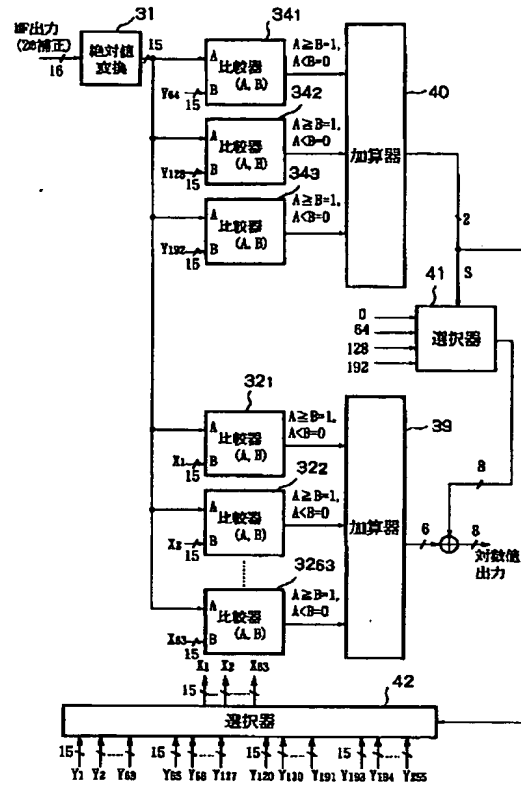 MF出力
(2の補正)
16
31
絶対値
変換
15
341
A
B
比較器
(A, B)
A≧B=1,
A<B=0
Y64
15
342
A
B
比較器
(A, B)
A≧B=1,
A<B=0
Y128
15
343
A
B
比較器
(A, B)
A≧B=1,
A<B=0
Y192
15
40
加算器
2
S
41
0
64
128
192
選択器
8
321
A
B
比較器
(A, B)
A≧B=1,
A<B=0
X1
15
322
A
B
比較器
(A, B)
A≧B=1,
A<B=0
X2
15
3263
A
B
比較器
(A, B)
A≧B=1,
A<B=0
X63
15
39
加算器
6
8
対数値
出力
X1 X2 X63
15
42
選択器
15 15 15 15
Y1 Y2 Y63 Y65 Y66 Y127 Y129 Y130 Y191 Y193 Y194 Y255